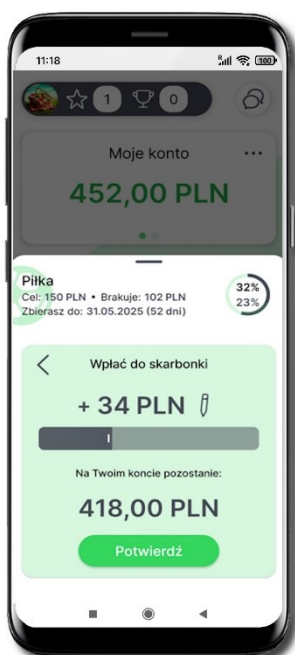 11:18
100
1 0
Moje konto
452,00 PLN
Piłka
Cel: 150 PLN • Brakuje: 102 PLN
Zbierasz do: 31.05.2025 (52 dni)
32%
23%
Wpłać do skarbonki
+ 34 PLN
Na Twoim koncie pozostanie:
418,00 PLN
Potwierdź